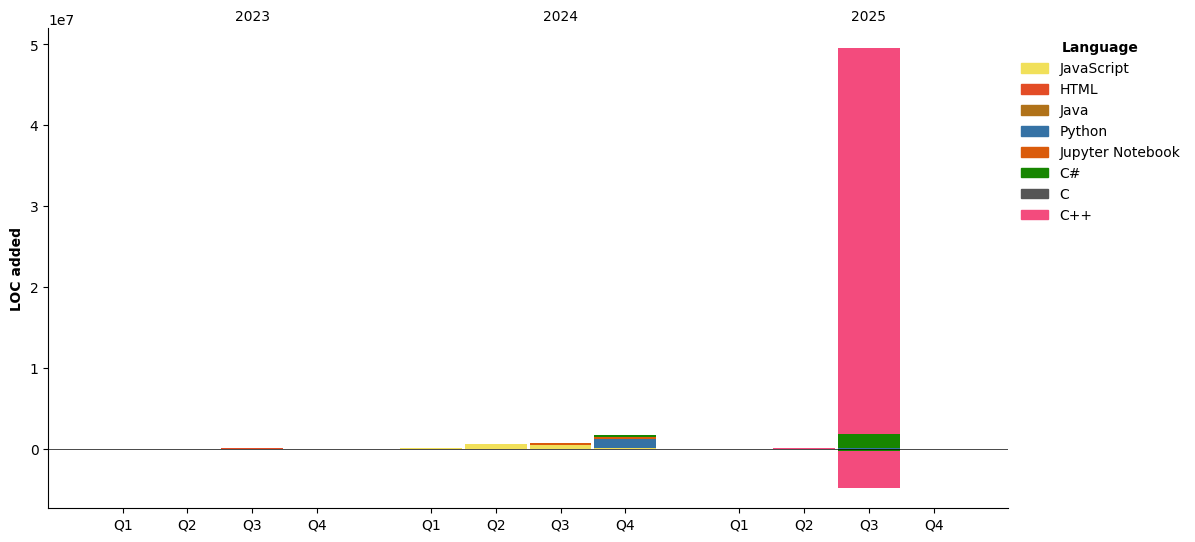 2023 2024 2025
1e7
5
4
3
2
1
0
LOC added
Q1 Q2 Q3 Q4 Q1 Q2 Q3 Q4 Q1 Q2 Q3 Q4
Language
JavaScript
HTML
Java
Python
Jupyter Notebook
C#
C
C++